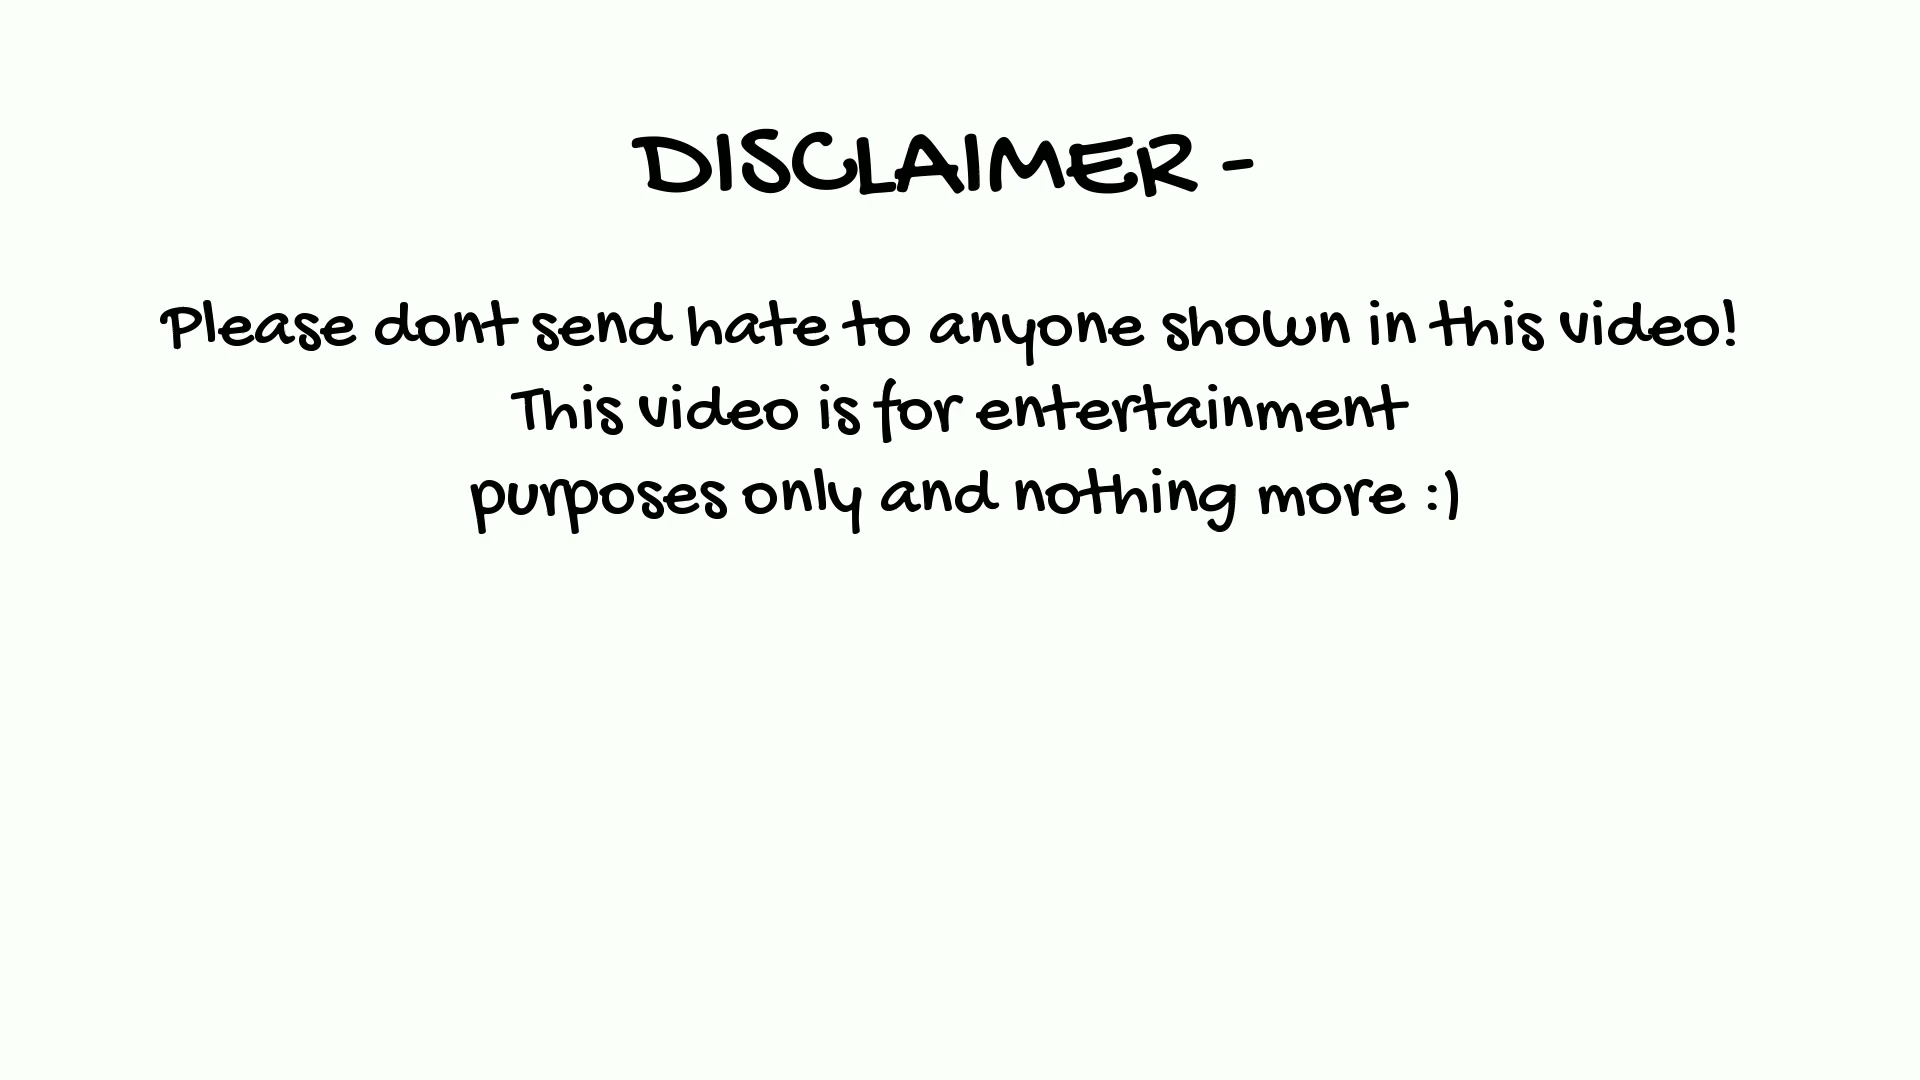 DISCLAIMER -
Please dont send hate to anyone shown in this video!
This video is for entertainment
purposes only and nothing more :)